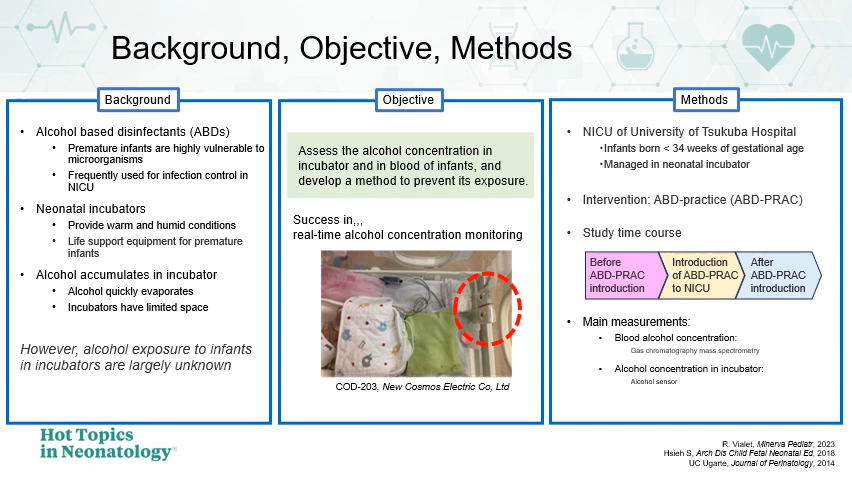 Background, Objective, Methods
Background
• Alcohol based disinfectants (ABDs)
• Premature infants are highly vulnerable to
microorganisms
• Frequently used for infection control in
NICU
• Neonatal incubators
• Provide warm and humid conditions
• Life support equipment for premature
infants
• Alcohol accumulates in incubator
• Alcohol quickly evaporates
• Incubators have limited space
However, alcohol exposure to infants
in incubators are largely unknown
Objective
Assess the alcohol concentration in
incubator and in blood of infants, and
develop a method to prevent its exposure.
Success in,,,
real-time alcohol concentration monitoring
COD-203, New Cosmos Electric Co, Ltd
Methods
• NICU of University of Tsukuba Hospital
・Infants born < 34 weeks of gestational age
・Managed in neonatal incubator
• Intervention: ABD-practice (ABD-PRAC)
• Study time course
Before
ABD-PRAC
introduction
Introduction
of ABD-PRAC
to NICU
After
ABD-PRAC
introduction
• Main measurements:
• Blood alcohol concentration:
Gas chromatography mass spectrometry
• Alcohol concentration in incubator:
Alcohol sensor
Hot Topics
in Neonatology®
R. Vialet, Minerva Pediatr, 2023
Hsieh S, Arch Dis Child Fetal Neonatal Ed, 2018
UC Ugarte, Journal of Perinatology, 2014